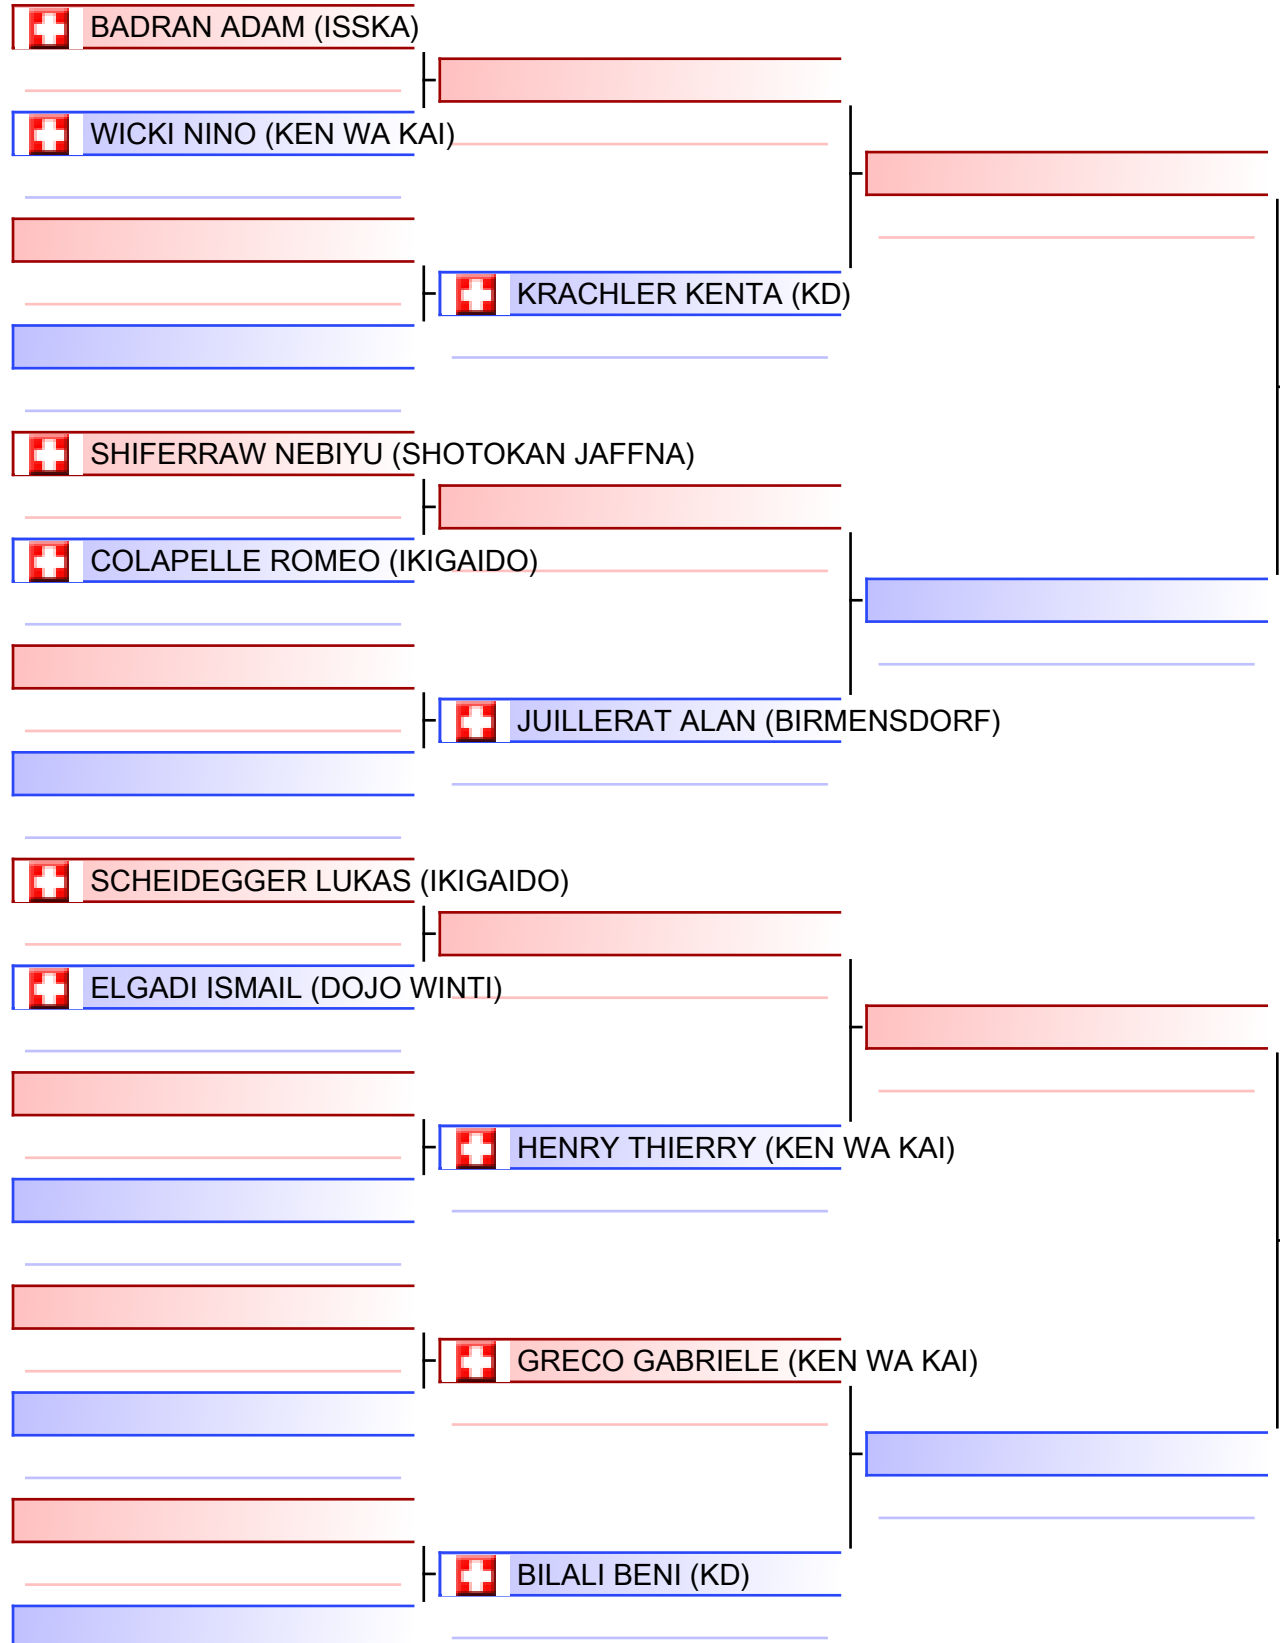 BADRAN ADAM (ISSKA)
WICKI NINO (KEN WA KAI)
KRACHLER KENTA (KD)
SHIFERRAW NEBIYU (SHOTOKAN JAFFNA)
COLAPELLE ROMEO (IKIGAIDO)
JUILLERAT ALAN (BIRMENSDORF)
SCHEIDEGGER LUKAS (IKIGAIDO)
ELGADI ISMAIL (DOJO WINTI)
HENRY THIERRY (KEN WA KAI)
GRECO GABRIELE (KEN WA KAI)
BILALI BENI (KD)